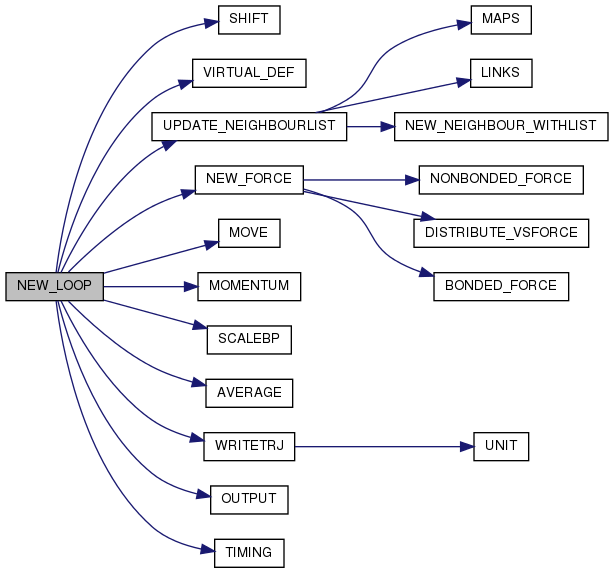 SHIFT
MAPS
VIRTUAL_DEF
LINKS
UPDATE_NEIGHBOURLIST
NEW_NEIGHBOUR_WITHLIST
NEW_FORCE
NONBONDED_FORCE
MOVE
DISTRIBUTE_VSFORCE
NEW_LOOP
MOMENTUM
BONDED_FORCE
SCALEBP
AVERAGE
WRITETRJ
UNIT
OUTPUT
TIMING